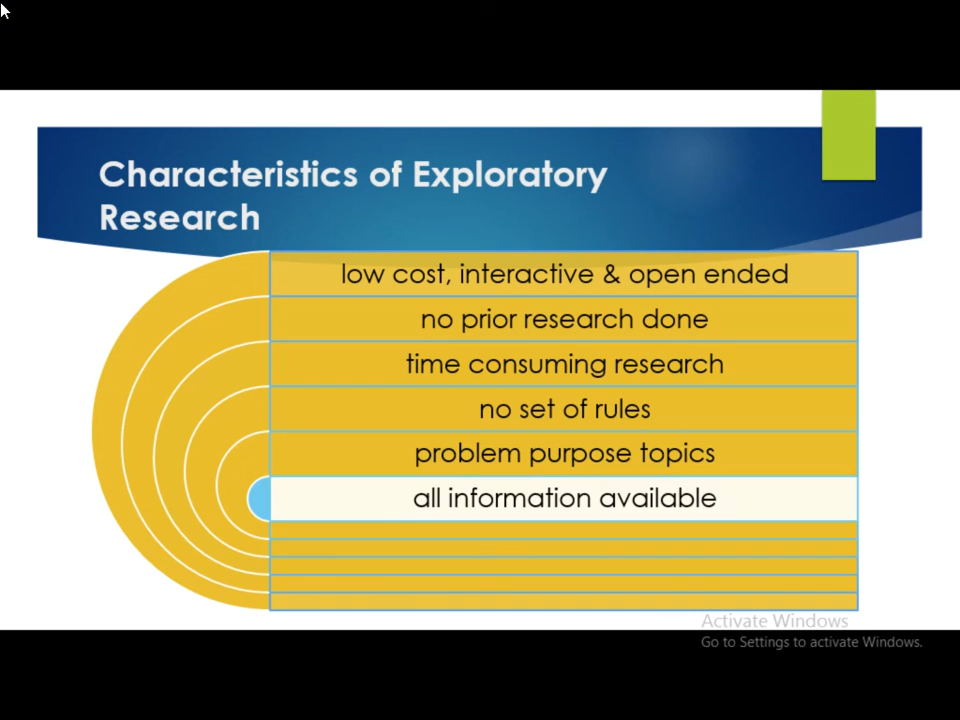 Characteristics of Exploratory
Research
low cost, interactive & open ended
no prior research done
time consuming research
no set of rules
problem purpose topics
all information available
Activate Windows
Go to Settings to activate Windows.